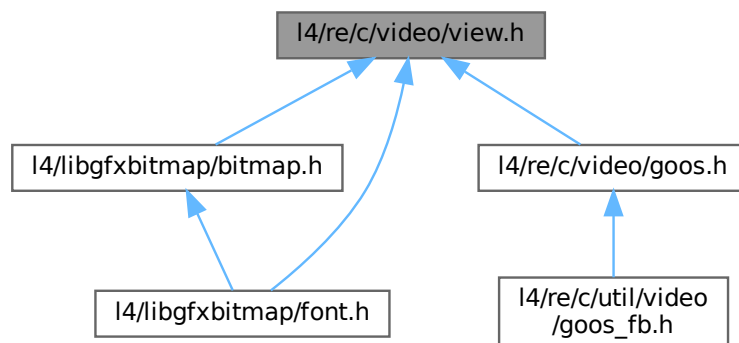 l4/re/c/video/view.h
l4/libgfxbitmap/bitmap.h
l4/re/c/video/goos.h
l4/libgfxbitmap/font.h
l4/re/c/util/video
/goos_fb.h